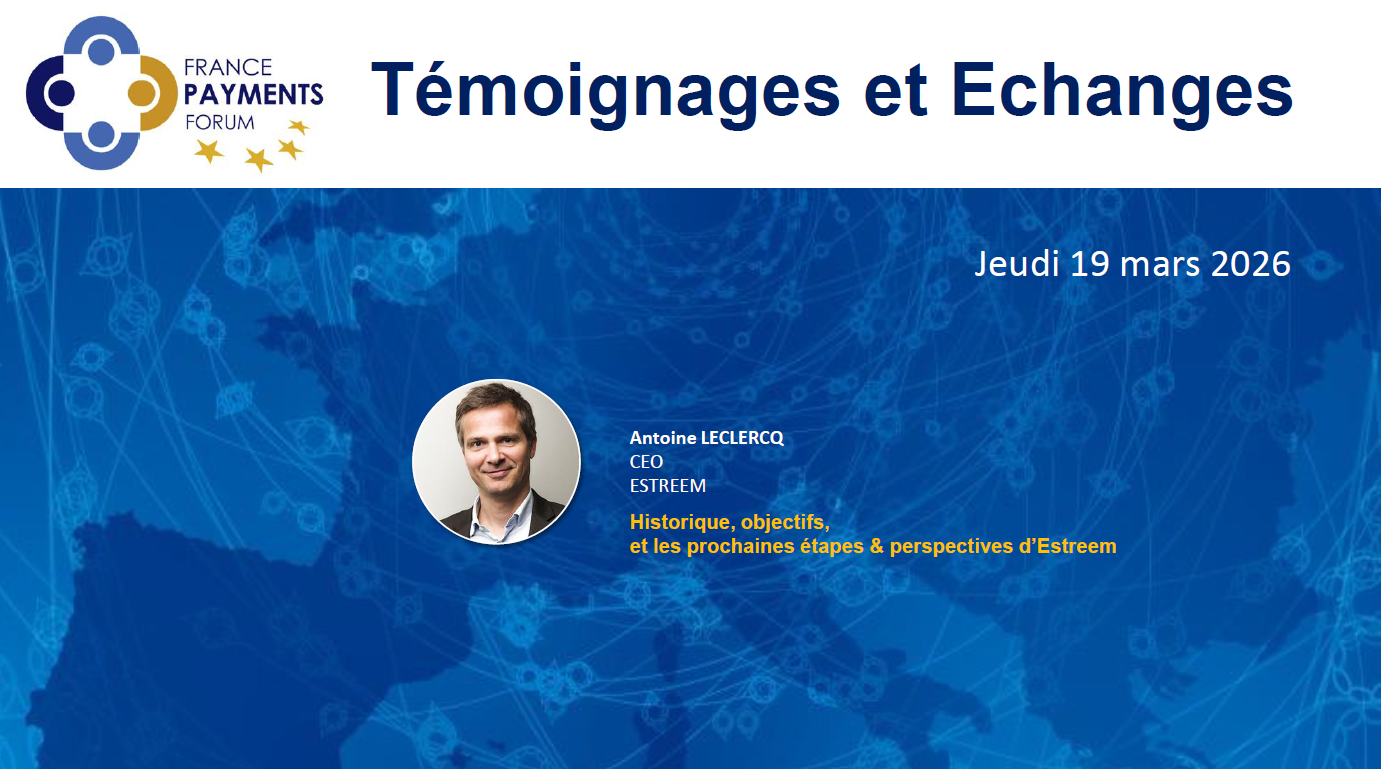 FRANCE
PAYMENTS
FORUM
Témoignages et Echanges
Jeudi 19 mars 2026
Antoine LECLERCQ
CEO
ESTREEM
Historique, objectifs,
et les prochaines étapes & perspectives d’Estreem